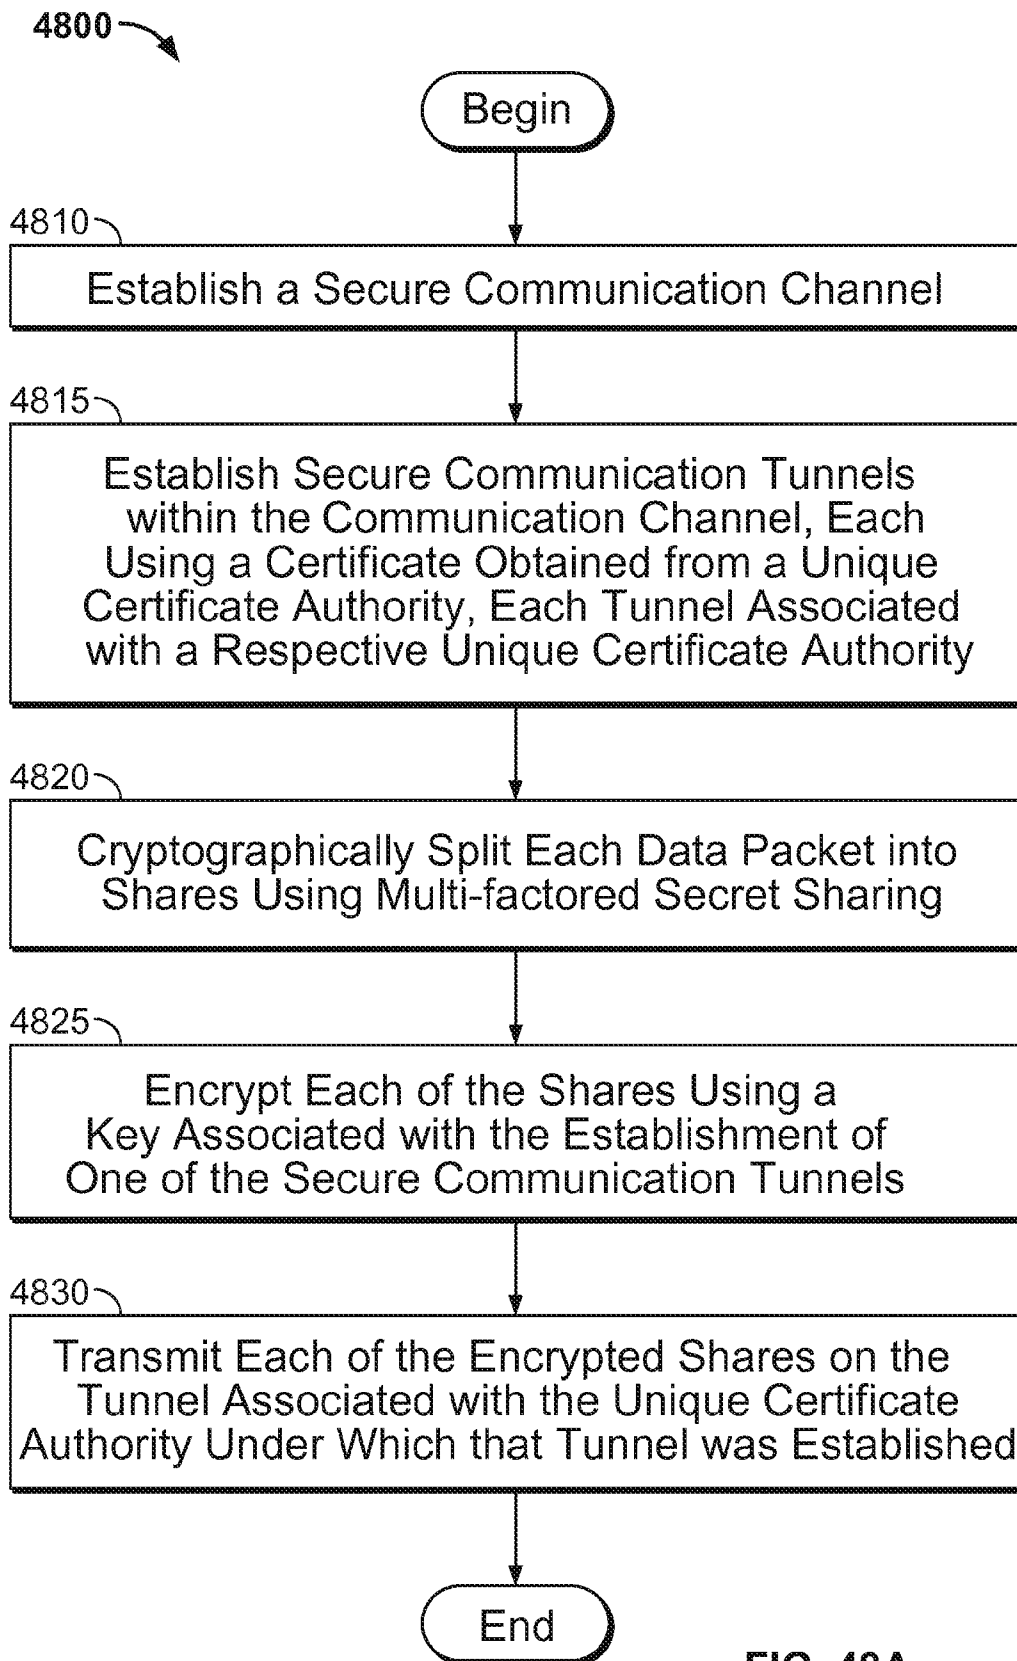 4800
Begin
4810
Establish a Secure Communication Channel
4815
Establish Secure Communication Tunnels
within the Communication Channel, Each
Using a Certificate Obtained from a Unique
Certificate Authority, Each Tunnel Associated
with a Respective Unique Certificate Authority
4820
Cryptographically Split Each Data Packet into
Shares Using Multi-factored Secret Sharing
4825
Encrypt Each of the Shares Using a
Key Associated with the Establishment of
One of the Secure Communication Tunnels
4830
Transmit Each of the Encrypted Shares on the
Tunnel Associated with the Unique Certificate
Authority Under Which that Tunnel was Established
End
FIG. 48A